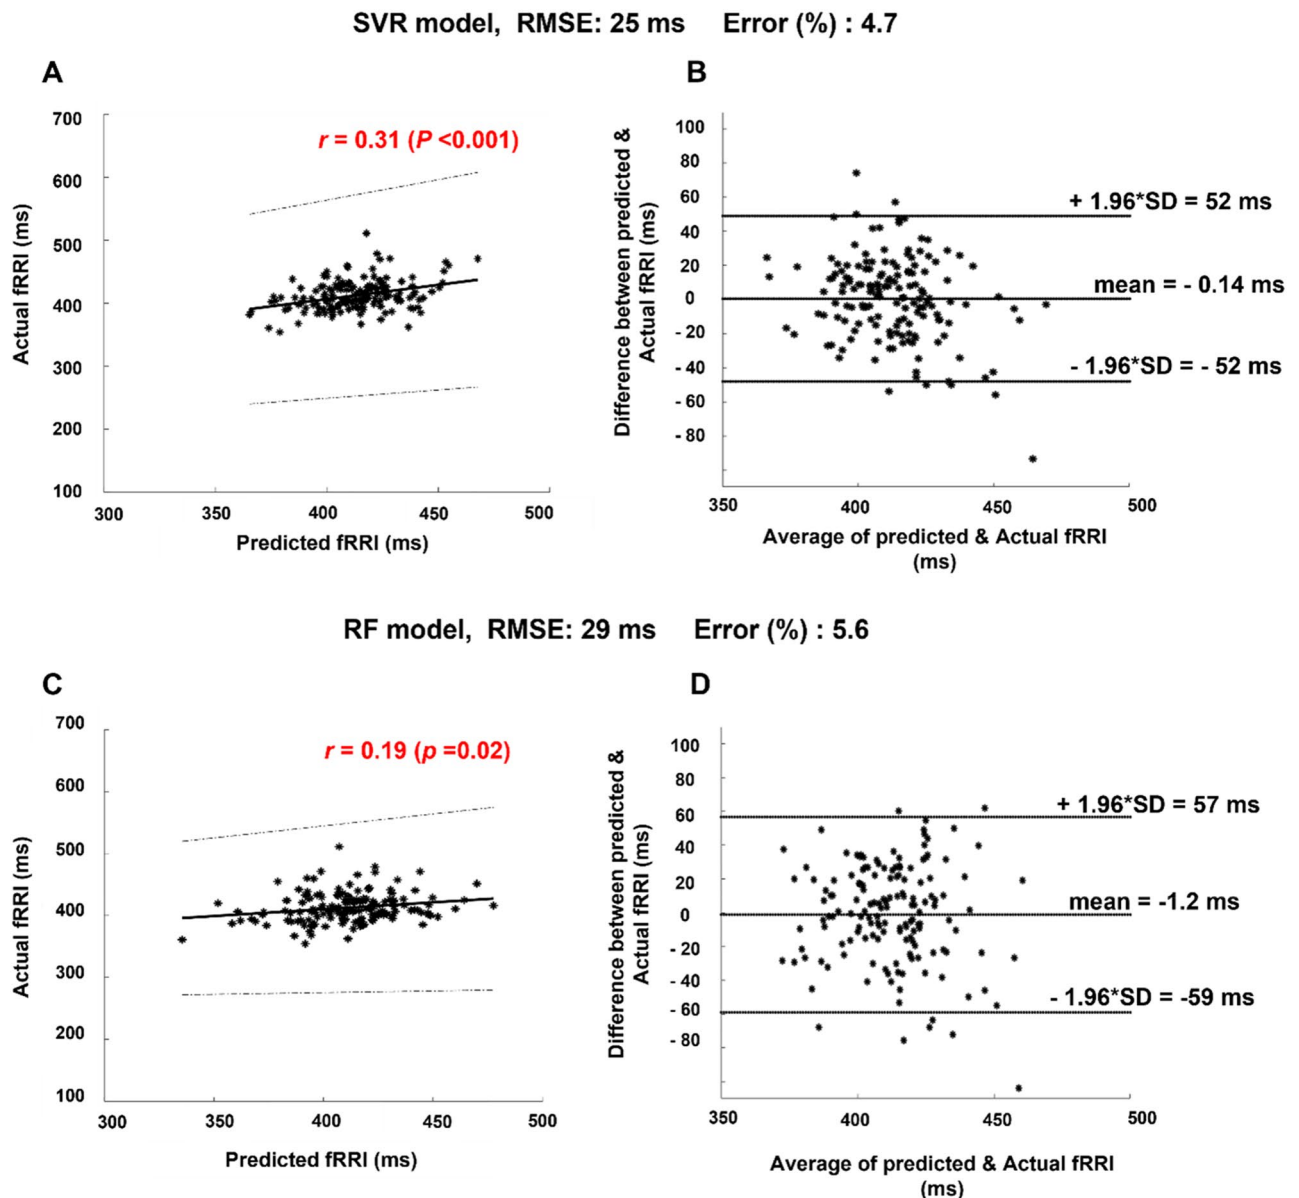 SVR model, RMSE: 25 ms Error (%) : 4.7
A
700
600
500
400
300
200
100
300 350 400 450 500
Actual fRRI (ms)
Predicted fRRI (ms)
r = 0.31 (P <0.001)
B
100
80
60
40
20
0
- 20
- 40
- 60
- 80
350 400 450 500
Difference between predicted &
Actual fRRI (ms)
Average of predicted & Actual fRRI
(ms)
+ 1.96*SD = 52 ms
mean = - 0.14 ms
- 1.96*SD = - 52 ms
RF model, RMSE: 29 ms Error (%) : 5.6
C
700
600
500
400
300
200
100
300 350 400 450 500
Actual fRRI (ms)
Predicted fRRI (ms)
r = 0.19 (p =0.02)
D
100
80
60
40
20
0
- 20
- 40
- 60
- 80
350 400 450 500
Difference between predicted &
Actual fRRI (ms)
Average of predicted & Actual fRRI
(ms)
+ 1.96*SD = 57 ms
mean = -1.2 ms
- 1.96*SD = -59 ms